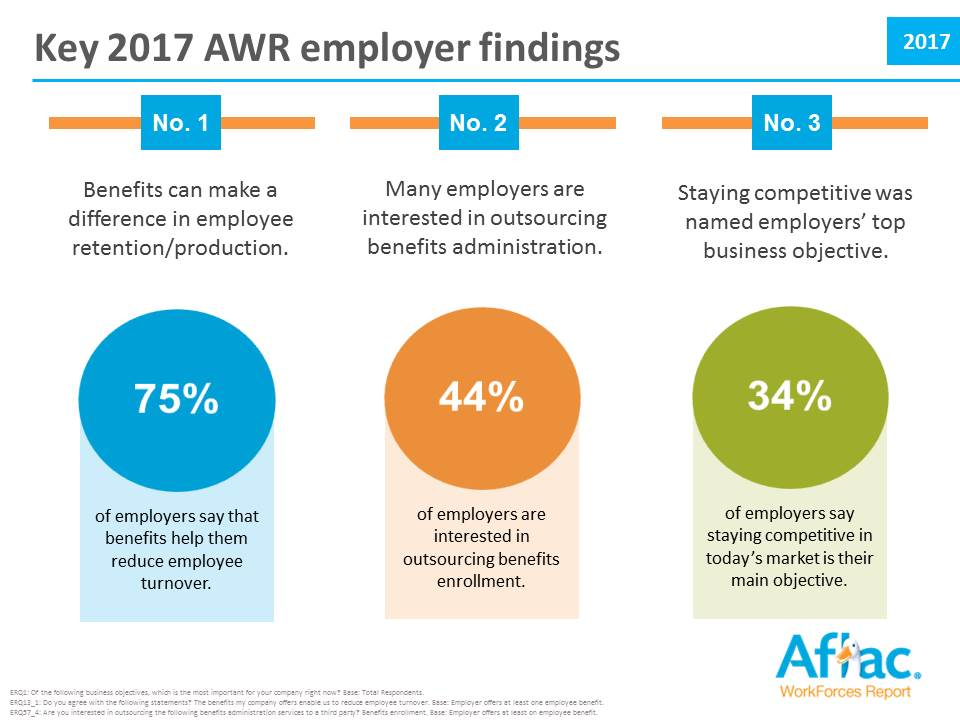 Key 2017 AWR employer findings
2017
No. 1
Benefits can make a
difference in employee
retention/production.
75%
of employers say that
benefits help them
reduce employee
turnover.
No. 2
Many employers are
interested in outsourcing
benefits administration.
44%
of employers are
interested in
outsourcing benefits
enrollment.
No. 3
Staying competitive was
named employers’ top
business objective.
34%
of employers say
staying competitive in
today’s market is their
main objective.
Aflac®
WorkForces Report
ERQ1: Of the following business objectives, which is the most important for your company right now? Base: Total Respondents.
ERQ13_1: Do you agree with the following statements? The benefits my company offers enable us to reduce employee turnover. Base: Employer offers at least one employee benefit.
ERQ57_4: Are you interested in outsourcing the following benefits administration services to a third party? Benefits enrollment. Base: Employer offers at least on employee benefit.